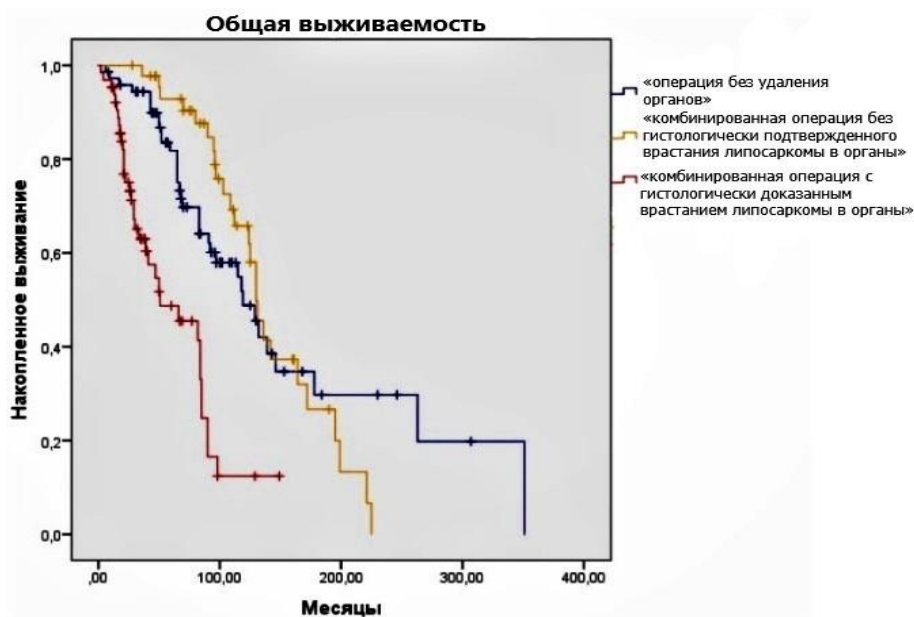 Общая выживаемость
Накопленное выживание
1,0
0,8
0,6
0,4
0,2
0,0
,00
100,00
200,00
300,00
400,00
Месяцы
«операция без удаления
органов»
«комбинированная операция без
гистологически подтвержденного
врастания липосаркомы в органы»
«комбинированная операция с
гистологически доказанным
врастанием липосаркомы в органы»